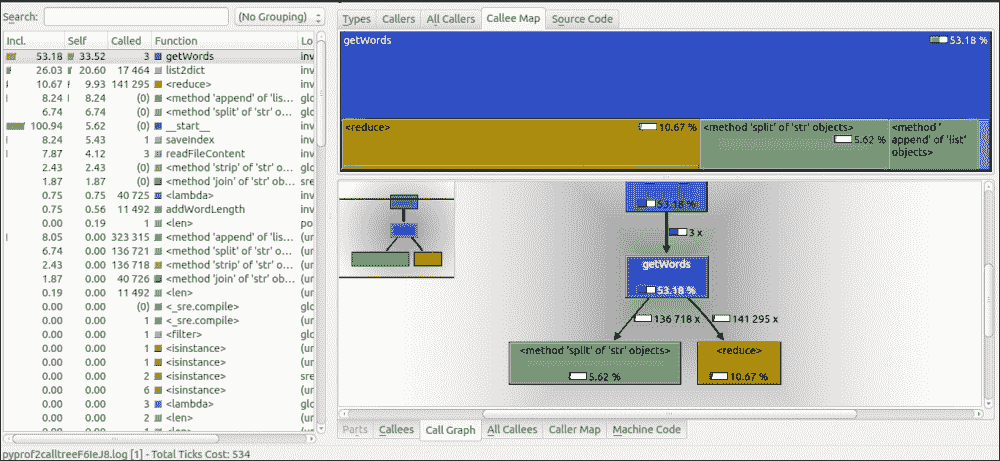 Search: (No Grouping)
Incl. Self Called Function Lo
53.18 33.52 3 getWords inv
26.03 20.60 17 464 list2dict inv
10.67 9.93 141 295 <reduce> inv
8.24 8.24 (0) <method 'append' of 'lis... glo
6.74 6.74 (0) <method 'split' of 'str' o... glo
100.94 5.62 (0) __start__ inv
8.24 5.43 1 saveIndex inv
7.87 4.12 3 readFileContent inv
2.43 2.43 (0) <method 'strip' of 'str' o... glo
1.87 1.87 (0) <method 'join' of 'str' o... sre
0.75 0.75 40 725 <lambda> inv
0.75 0.56 11 492 addWordLength inv
0.00 0.19 1 <len> po
8.05 0.00 323 315 <method 'append' of 'lis... (ur
6.74 0.00 136 721 <method 'split' of 'str' o... (ur
2.43 0.00 136 718 <method 'strip' of 'str' o... (ur
1.87 0.00 40 726 <method 'join' of 'str' ob... (ur
0.19 0.00 11 492 <len> (ur
0.00 0.00 (0) <_sre.compile> glo
0.00 0.00 1 <_sre.compile> (ur
0.00 0.00 1 <filter> glo
0.00 0.00 1 <isinstance> (ur
0.00 0.00 1 <isinstance> (ur
0.00 0.00 2 <isinstance> sre
0.00 0.00 6 <isinstance> (ur
0.00 0.00 3 <lambda> glo
0.00 0.00 2 <len> (ur
0.00 0.00 1 <len> (ur
Types Callers All Callers Callee Map Source Code
getWords 53.18 %
<reduce> 10.67 %
<method 'split' of 'str' objects>
5.62 %
<method '
append' of 'list'
objects>
53.18 %
3 x
getWords
53.18 %
136 718 x 141 295 x
<method 'split' of 'str' objects>
5.62 %
<reduce>
10.67 %
Parts Callees Call Graph All Callees Caller Map Machine Code
pyprof2calltreeF6IeJ8.log [1] - Total Ticks Cost: 534